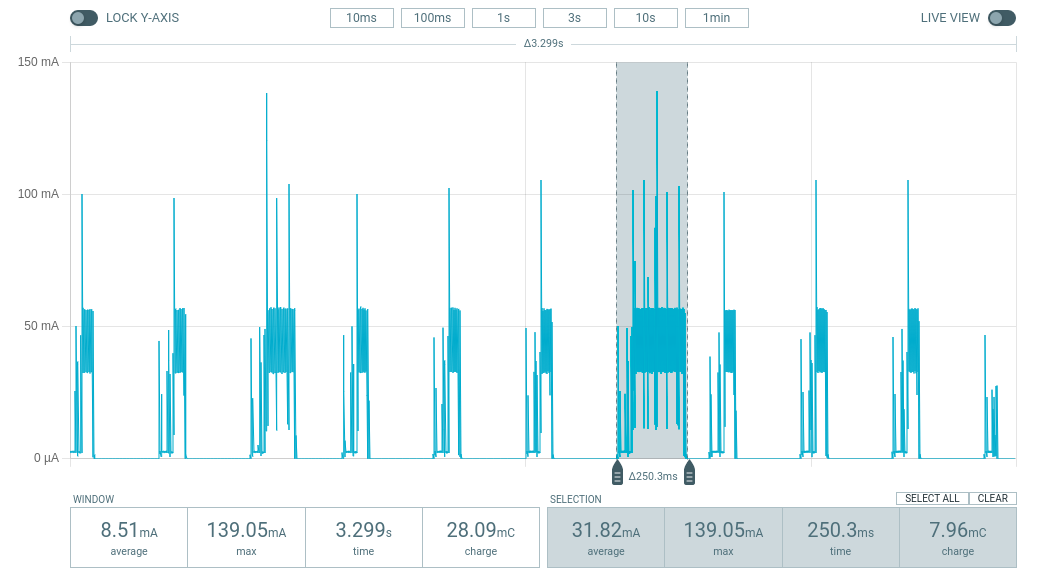 LOCK Y-AXIS 10ms 100ms 1s 3s 10s 1min LIVE VIEW
Δ3.299s
150 mA
100 mA
50 mA
0 µA
Δ250.3ms
WINDOW SELECTION SELECT ALL CLEAR
8.51mA 139.05mA 3.299s 28.09mC 31.82mA 139.05mA 250.3ms 7.96mC
average max time charge average max time charge